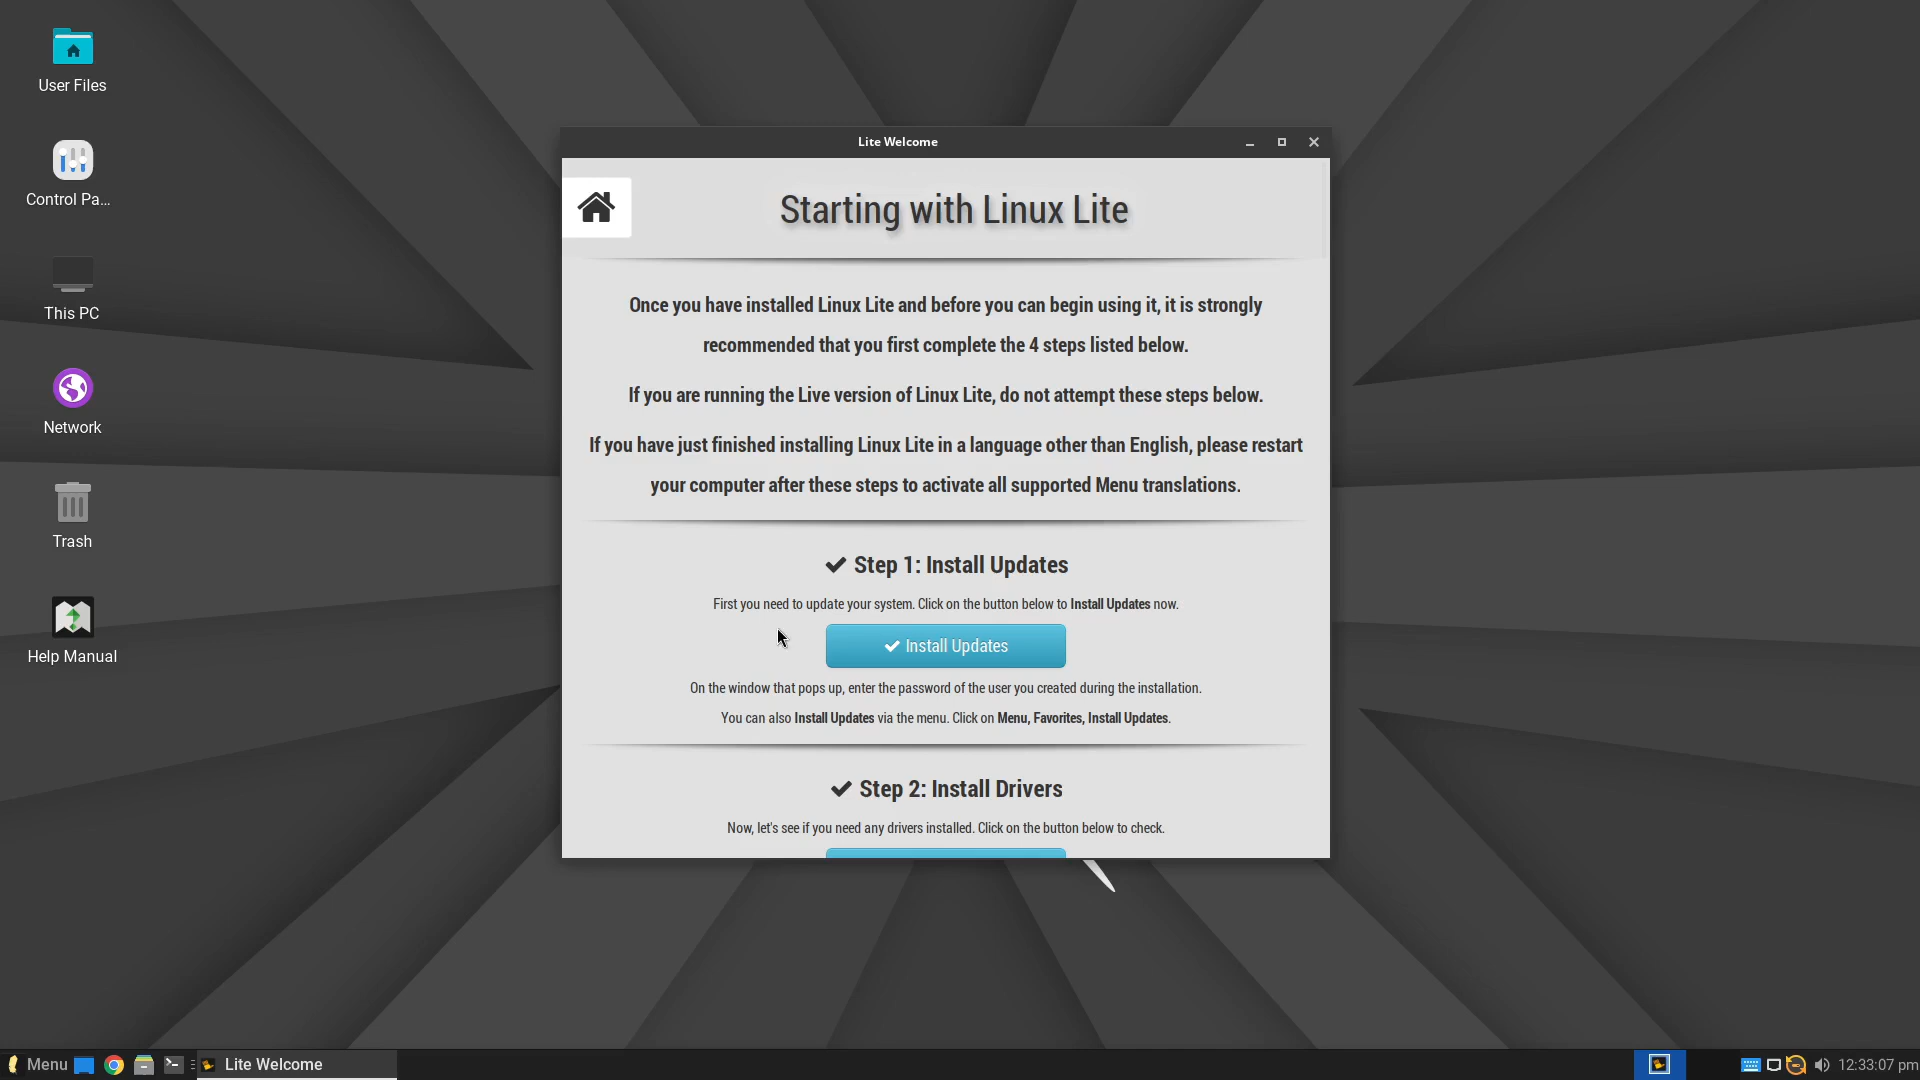 User Files
Control Pa...
This PC
Network
Trash
Help Manual
Lite Welcome
Starting with Linux Lite
Once you have installed Linux Lite and before you can begin using it, it is strongly
recommended that you first complete the 4 steps listed below.
If you are running the Live version of Linux Lite, do not attempt these steps below.
If you have just finished installing Linux Lite in a language other than English, please restart
your computer after these steps to activate all supported Menu translations.
Step 1: Install Updates
First you need to update your system. Click on the button below to Install Updates now.
Install Updates
On the window that pops up, enter the password of the user you created during the installation.
You can also Install Updates via the menu. Click on Menu, Favorites, Install Updates.
Step 2: Install Drivers
Now, let's see if you need any drivers installed. Click on the button below to check.
Menu
Lite Welcome
12:33:07 pm